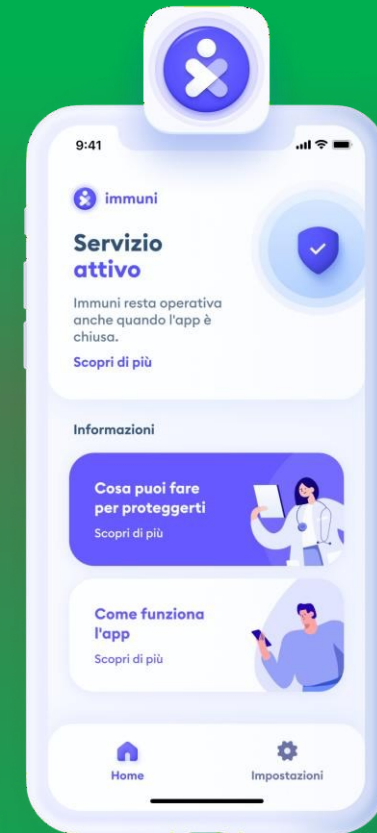 9:41
immuni
Servizio
attivo
Immuni resta operativa
anche quando l'app è
chiusa.
Scopri di più
Informazioni
Cosa puoi fare
per proteggerti
Scopri di più
Come funziona
l'app
Scopri di più
Home
Impostazioni